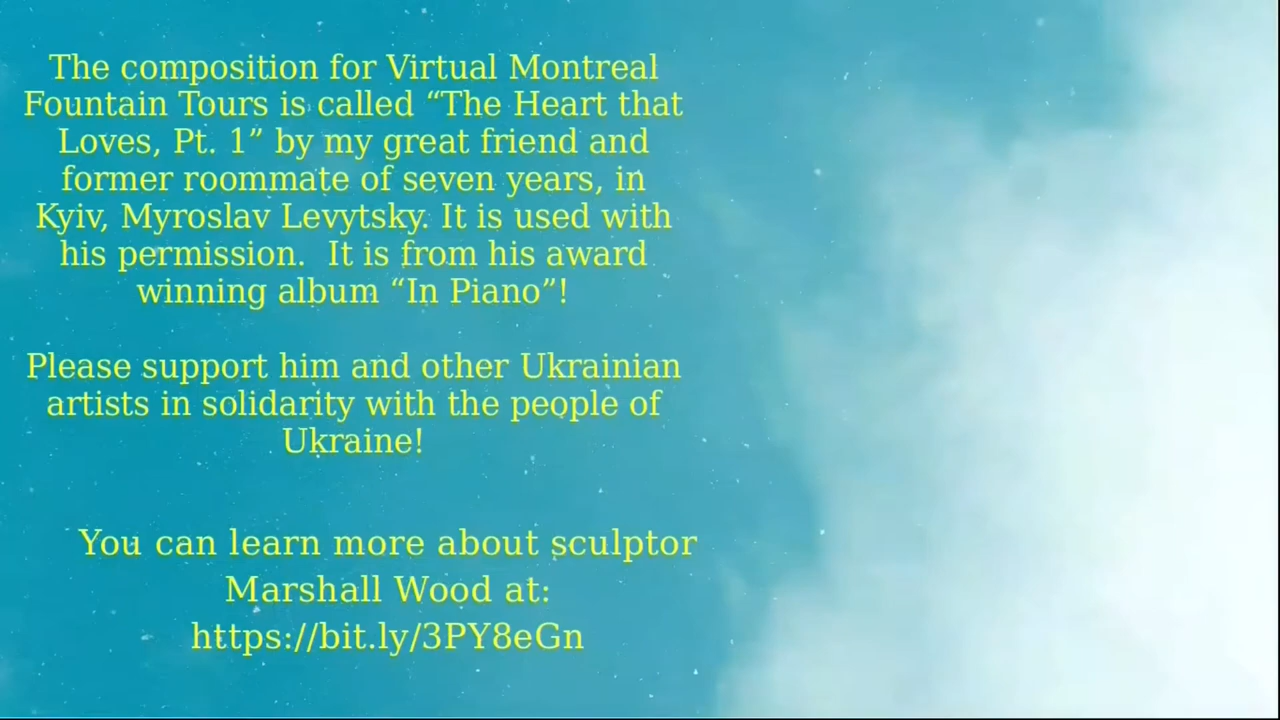 The composition for Virtual Montreal
Fountain Tours is called “The Heart that
Loves, Pt. 1” by my great friend and
former roommate of seven years, in
Kyiv, Myroslav Levytsky. It is used with
his permission.  It is from his award
winning album “In Piano”!
Please support him and other Ukrainian
artists in solidarity with the people of
Ukraine!
You can learn more about sculptor
Marshall Wood at:
https://bit.ly/3PY8eGn